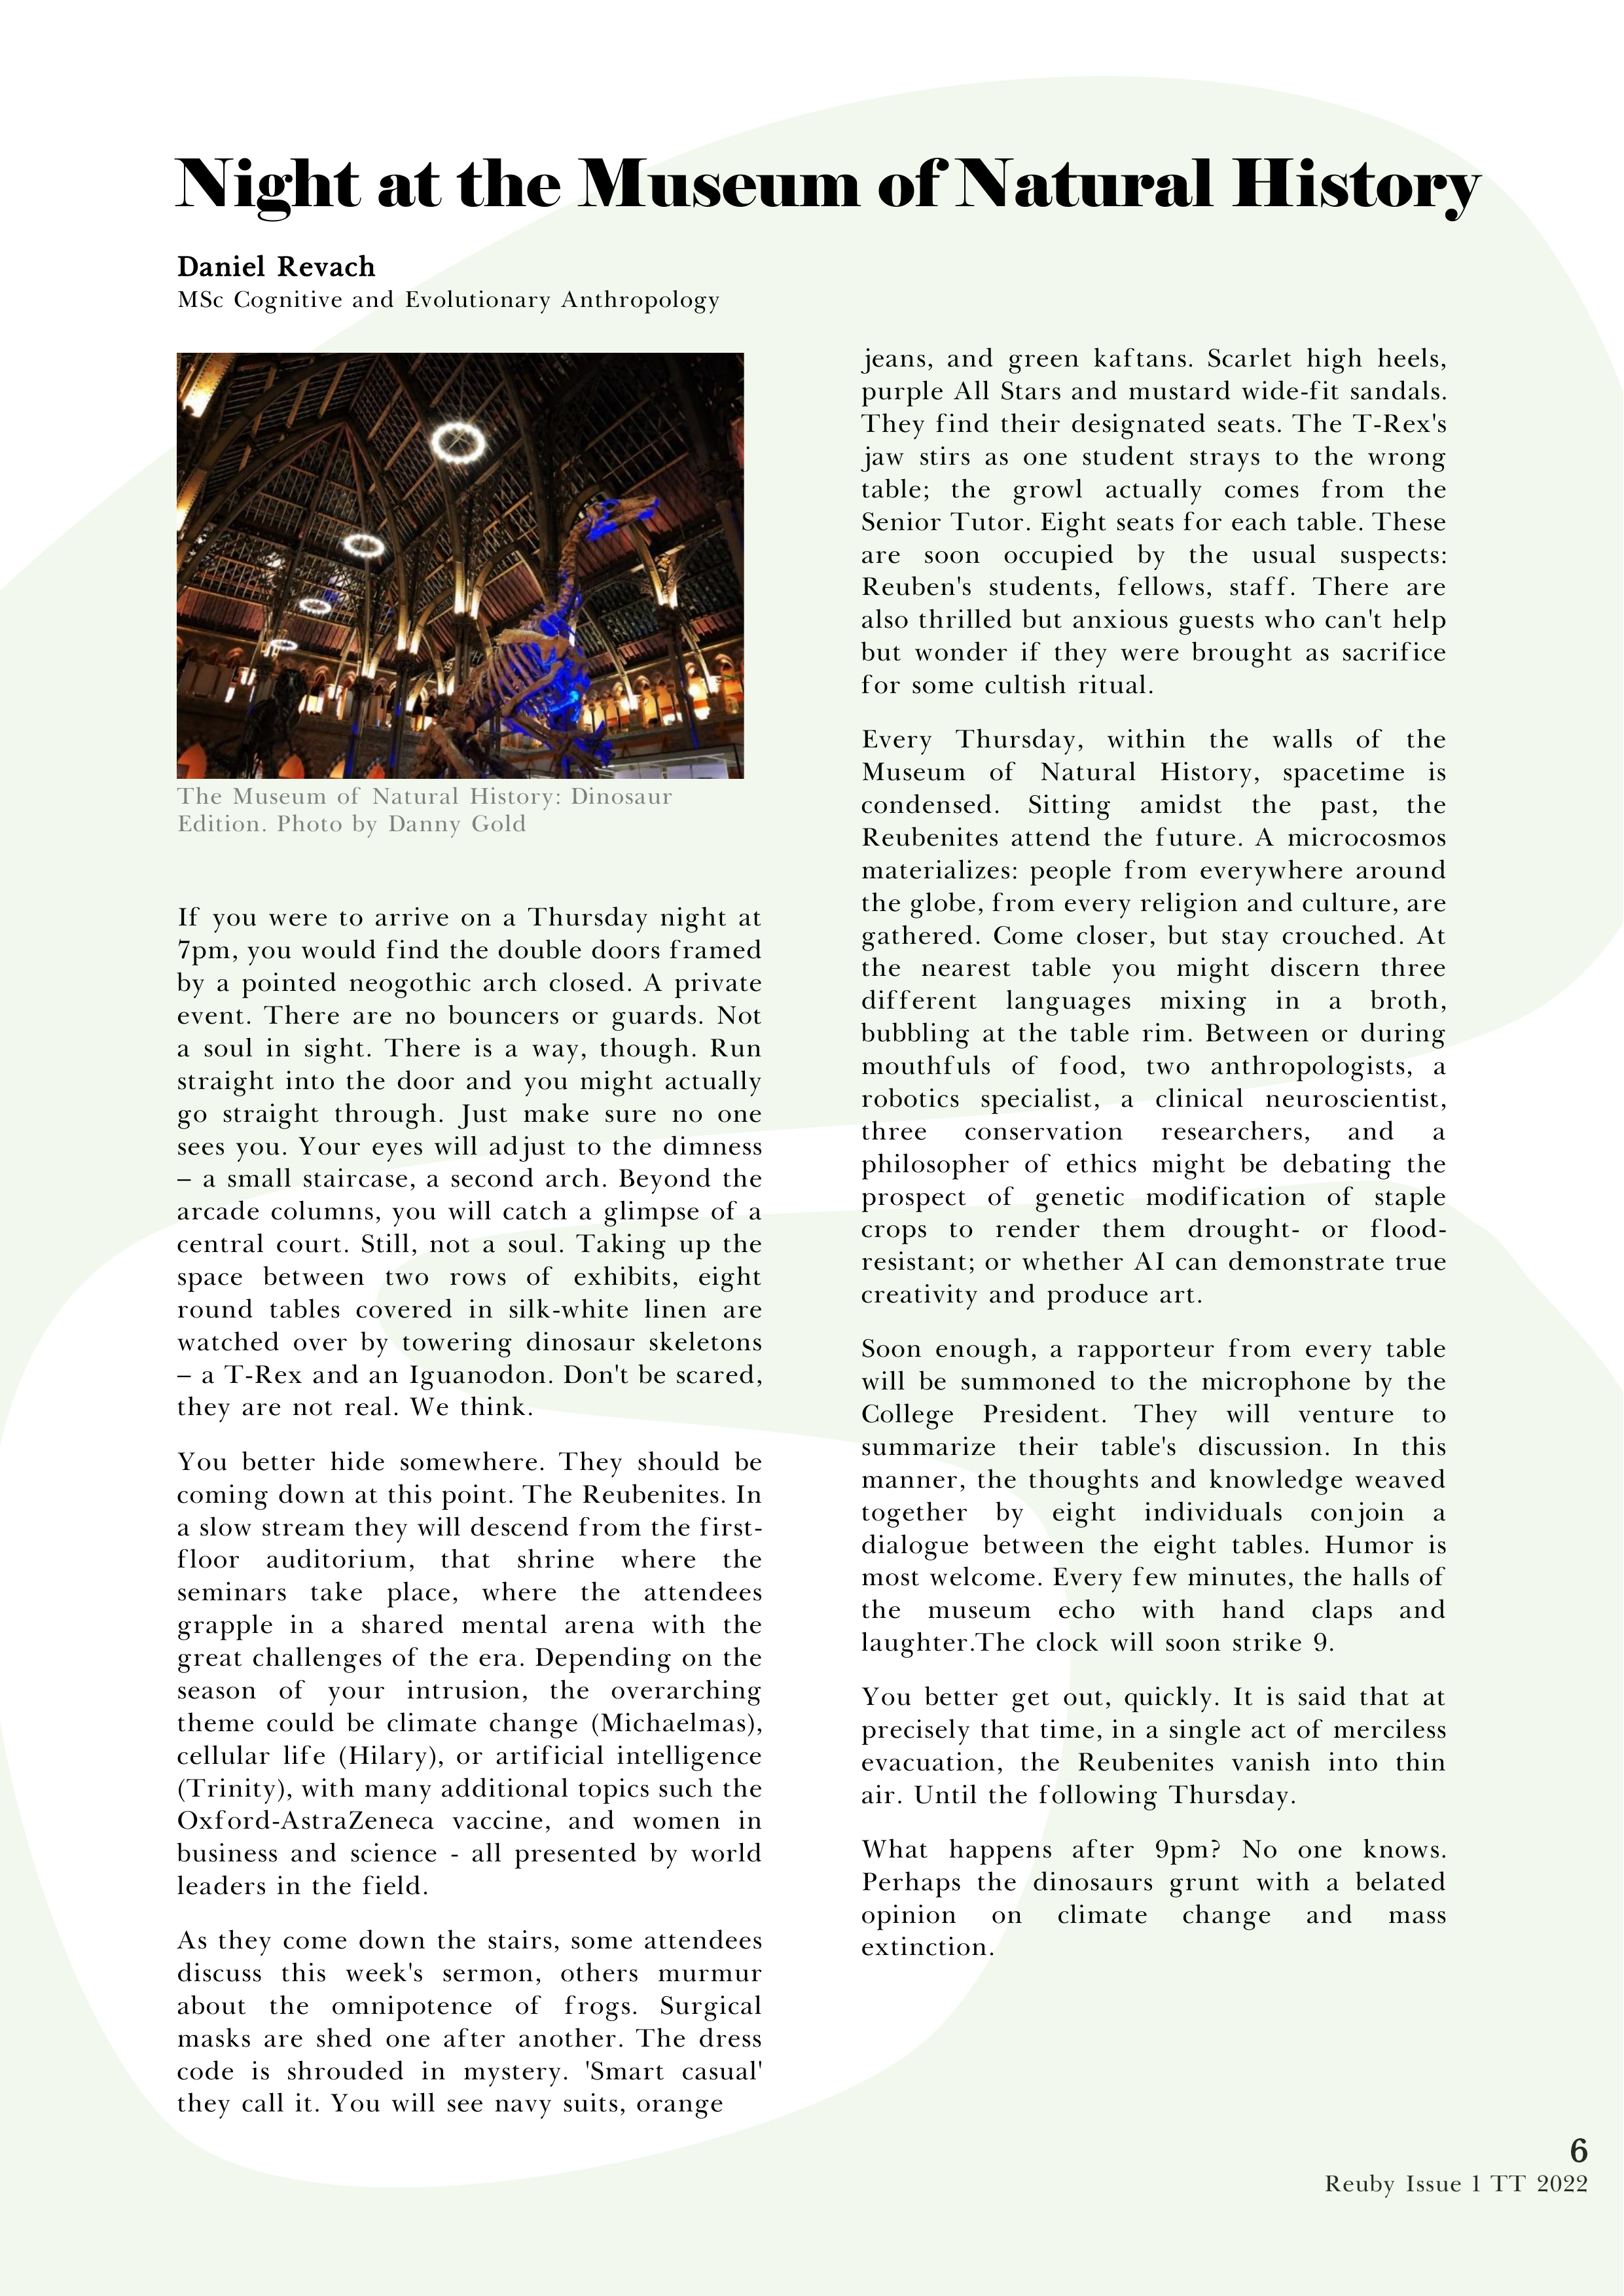 Night at the Museum of Natural History
Daniel Revach
MSc Cognitive and Evolutionary Anthropology
The Museum of Natural History: Dinosaur
Edition. Photo by Danny Gold
If you were to arrive on a Thursday night at
7pm, you would find the double doors framed
by a pointed neogothic arch closed. A private
event. There are no bouncers or guards. Not
a soul in sight. There is a way, though. Run
straight into the door and you might actually
go straight through. Just make sure no one
sees you. Your eyes will adjust to the dimness
– a small staircase, a second arch. Beyond the
arcade columns, you will catch a glimpse of a
central court. Still, not a soul. Taking up the
space between two rows of exhibits, eight
round tables covered in silk-white linen are
watched over by towering dinosaur skeletons
– a T-Rex and an Iguanodon. Don't be scared,
they are not real. We think.
You better hide somewhere. They should be
coming down at this point. The Reubenites. In
a slow stream they will descend from the first-
floor auditorium, that shrine where the
seminars take place, where the attendees
grapple in a shared mental arena with the
great challenges of the era. Depending on the
season of your intrusion, the overarching
theme could be climate change (Michaelmas),
cellular life (Hilary), or artificial intelligence
(Trinity), with many additional topics such the
Oxford-AstraZeneca vaccine, and women in
business and science - all presented by world
leaders in the field.
As they come down the stairs, some attendees
discuss this week's sermon, others murmur
about the omnipotence of frogs. Surgical
masks are shed one after another. The dress
code is shrouded in mystery. 'Smart casual'
they call it. You will see navy suits, orange
jeans, and green kaftans. Scarlet high heels,
purple All Stars and mustard wide-fit sandals.
They find their designated seats. The T-Rex's
jaw stirs as one student strays to the wrong
table; the growl actually comes from the
Senior Tutor. Eight seats for each table. These
are soon occupied by the usual suspects:
Reuben's students, fellows, staff. There are
also thrilled but anxious guests who can't help
but wonder if they were brought as sacrifice
for some cultish ritual.
Every Thursday, within the walls of the
Museum of Natural History, spacetime is
condensed. Sitting amidst the past, the
Reubenites attend the future. A microcosmos
materializes: people from everywhere around
the globe, from every religion and culture, are
gathered. Come closer, but stay crouched. At
the nearest table you might discern three
different languages mixing in a broth,
bubbling at the table rim. Between or during
mouthfuls of food, two anthropologists, a
robotics specialist, a clinical neuroscientist,
three conservation researchers, and a
philosopher of ethics might be debating the
prospect of genetic modification of staple
crops to render them drought- or flood-
resistant; or whether AI can demonstrate true
creativity and produce art.
Soon enough, a rapporteur from every table
will be summoned to the microphone by the
College President. They will venture to
summarize their table's discussion. In this
manner, the thoughts and knowledge weaved
together by eight individuals conjoin a
dialogue between the eight tables. Humor is
most welcome. Every few minutes, the halls of
the museum echo with hand claps and
laughter.The clock will soon strike 9.
You better get out, quickly. It is said that at
precisely that time, in a single act of merciless
evacuation, the Reubenites vanish into thin
air. Until the following Thursday.
What happens after 9pm? No one knows.
Perhaps the dinosaurs grunt with a belated
opinion on climate change and mass
extinction.
6
Reuby Issue 1 TT 2022